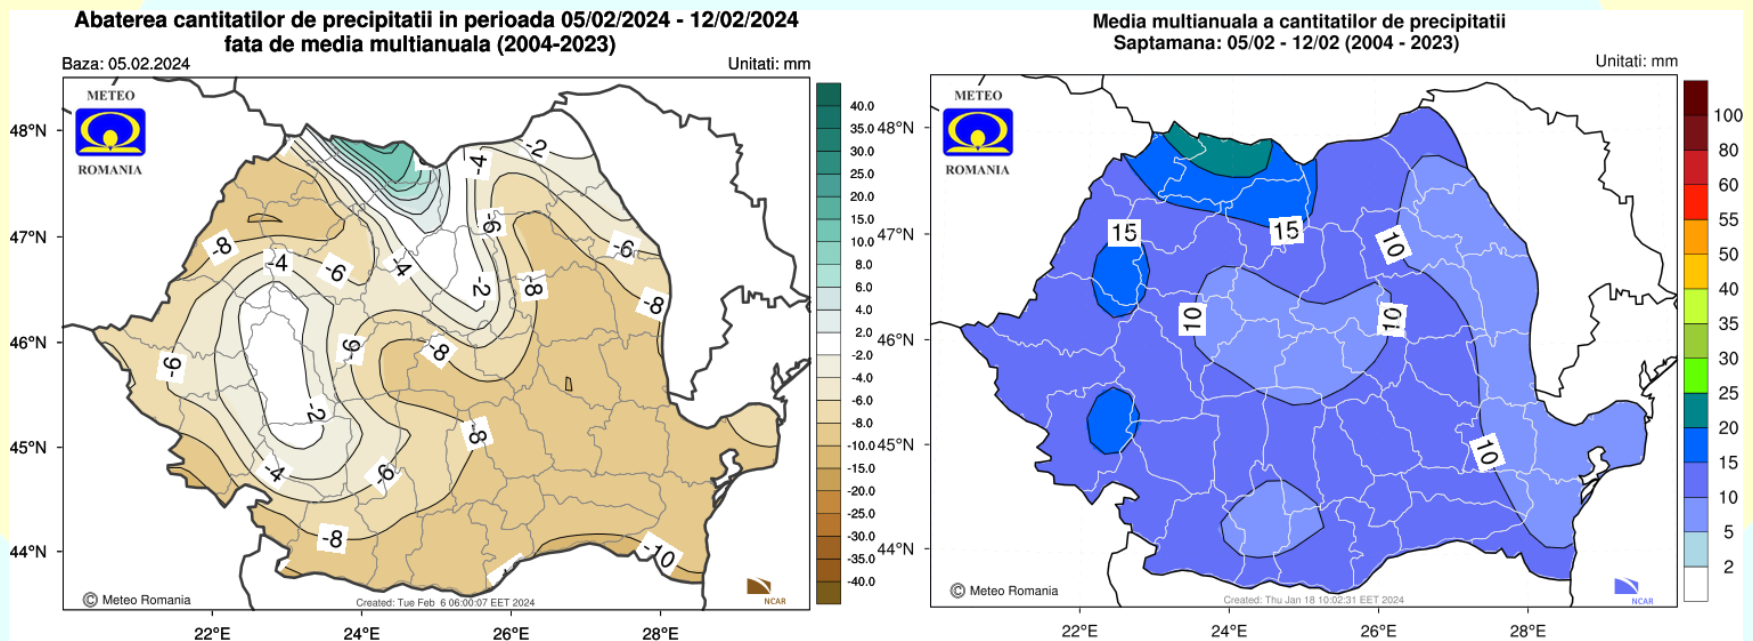 Abaterea cantitatilor de precipitatii in perioada 05/02/2024 - 12/02/2024
fata de media multianuala (2004-2023)
Baza: 05.02.2024
Unitati: mm
METEO
ROMANIA
48°N
47°N
46°N
45°N
44°N
22°E
24°E
26°E
28°E
-2
-4
-6
-6
-8
-4
-6
-4
-2
-8
-8
-6
-6
-8
-2
-8
-4
-6
-8
-10
40.0
35.0
30.0
25.0
20.0
15.0
10.0
8.0
6.0
4.0
2.0
-2.0
-4.0
-6.0
-8.0
-10.0
-15.0
-20.0
-25.0
-30.0
-35.0
-40.0
© Meteo Romania
Created: Tue Feb 6 06:00:07 EET 2024
NCAR
Media multianuala a cantitatilor de precipitatii
Saptamana: 05/02 - 12/02 (2004 - 2023)
Unitati: mm
METEO
ROMANIA
48°N
47°N
46°N
45°N
44°N
22°E
24°E
26°E
28°E
15
15
10
10
10
10
100
80
60
55
50
40
35
30
25
20
15
10
5
2
© Meteo Romania
Created: Thu Jan 18 10:02:31 EET 2024
NCAR